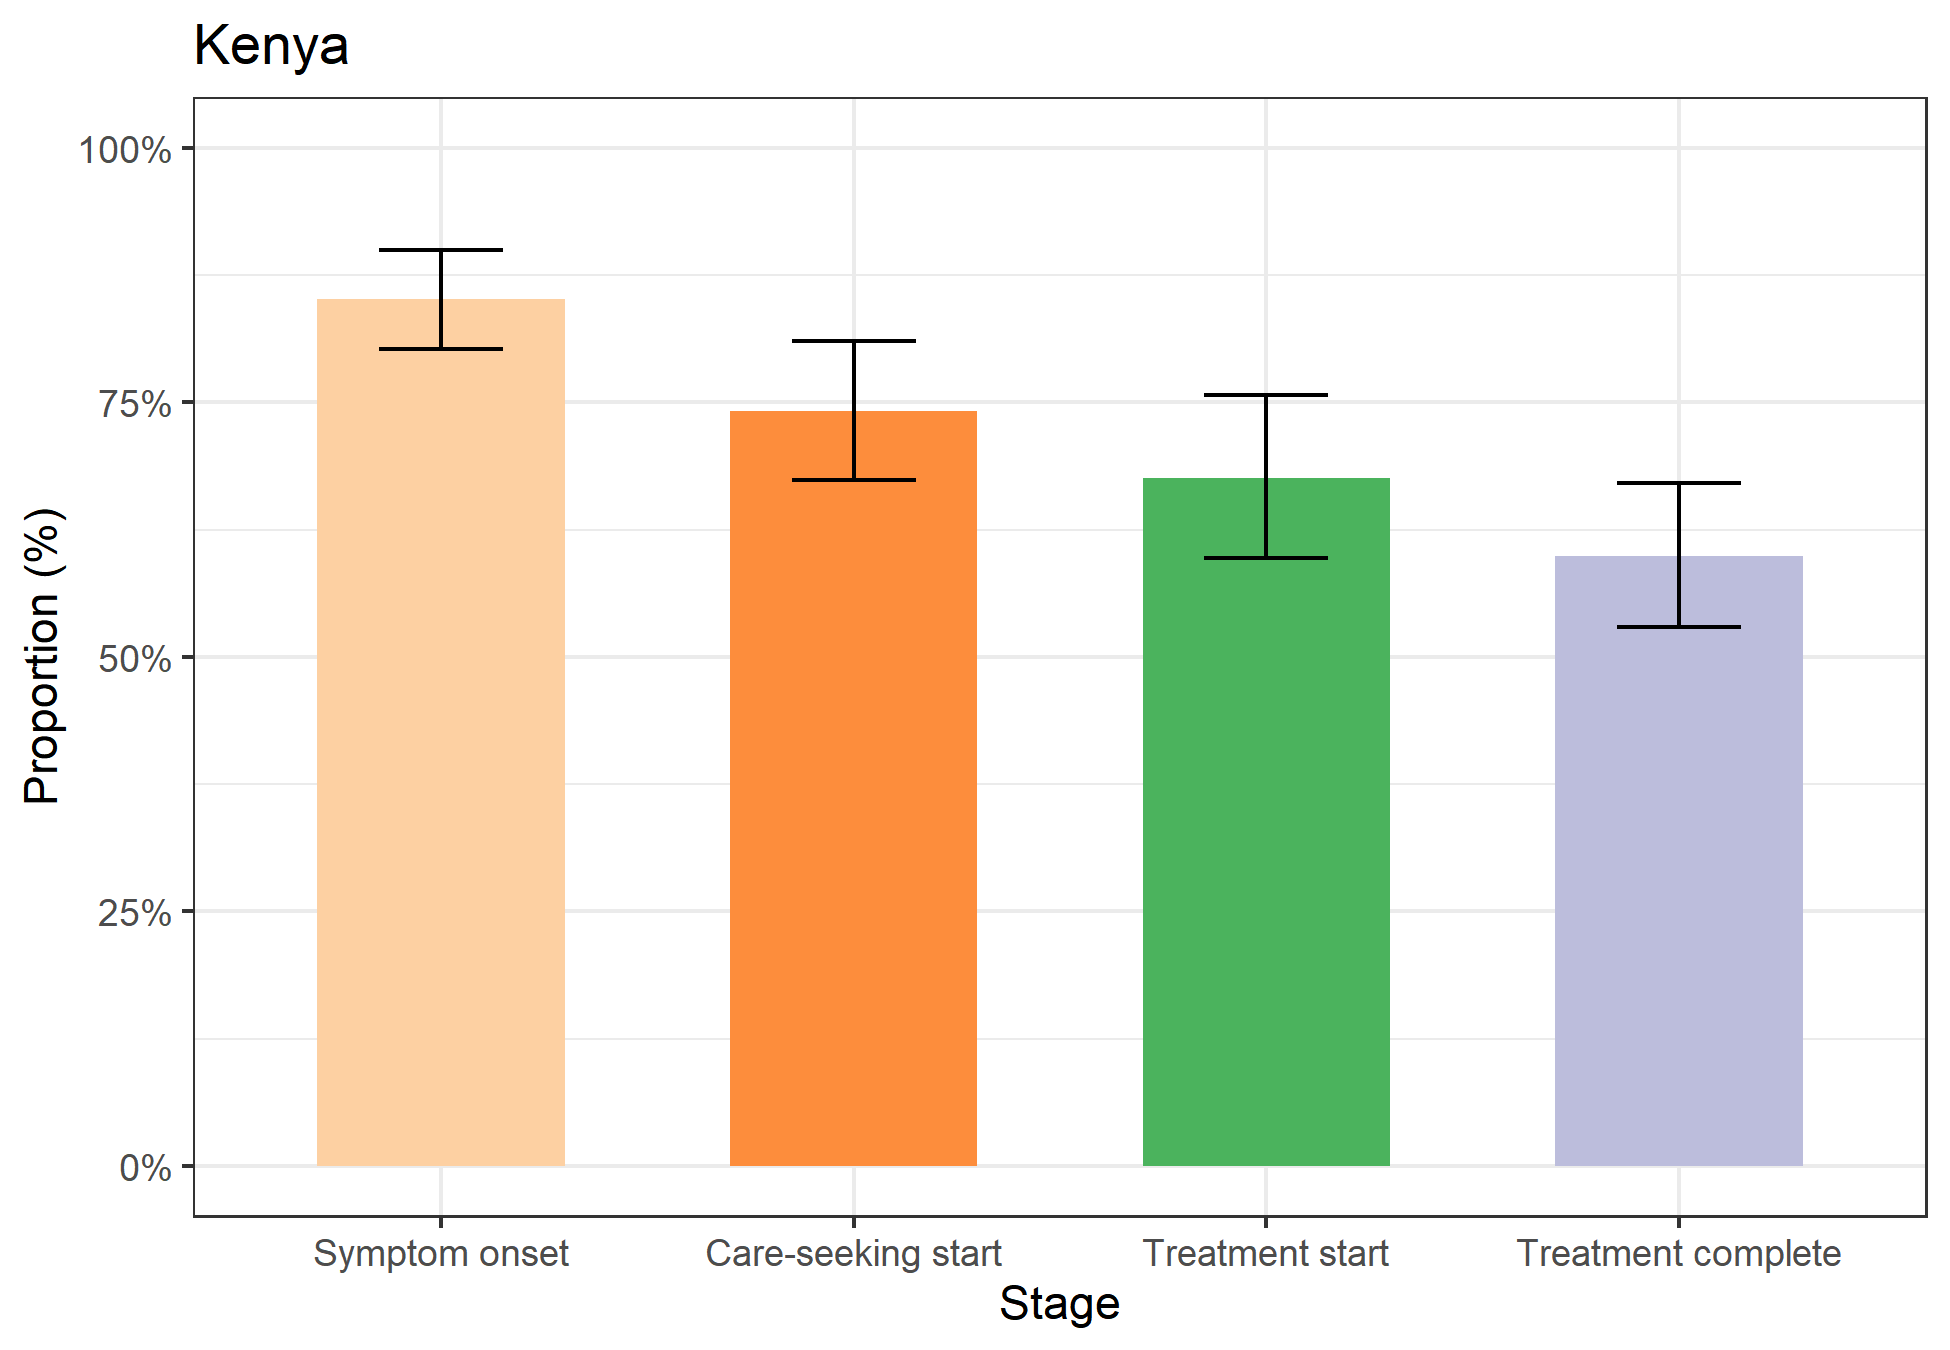 Kenya
100%
75%
50%
25%
0%
Proportion (%)
Symptom onset
Care-seeking start
Treatment start
Treatment complete
Stage